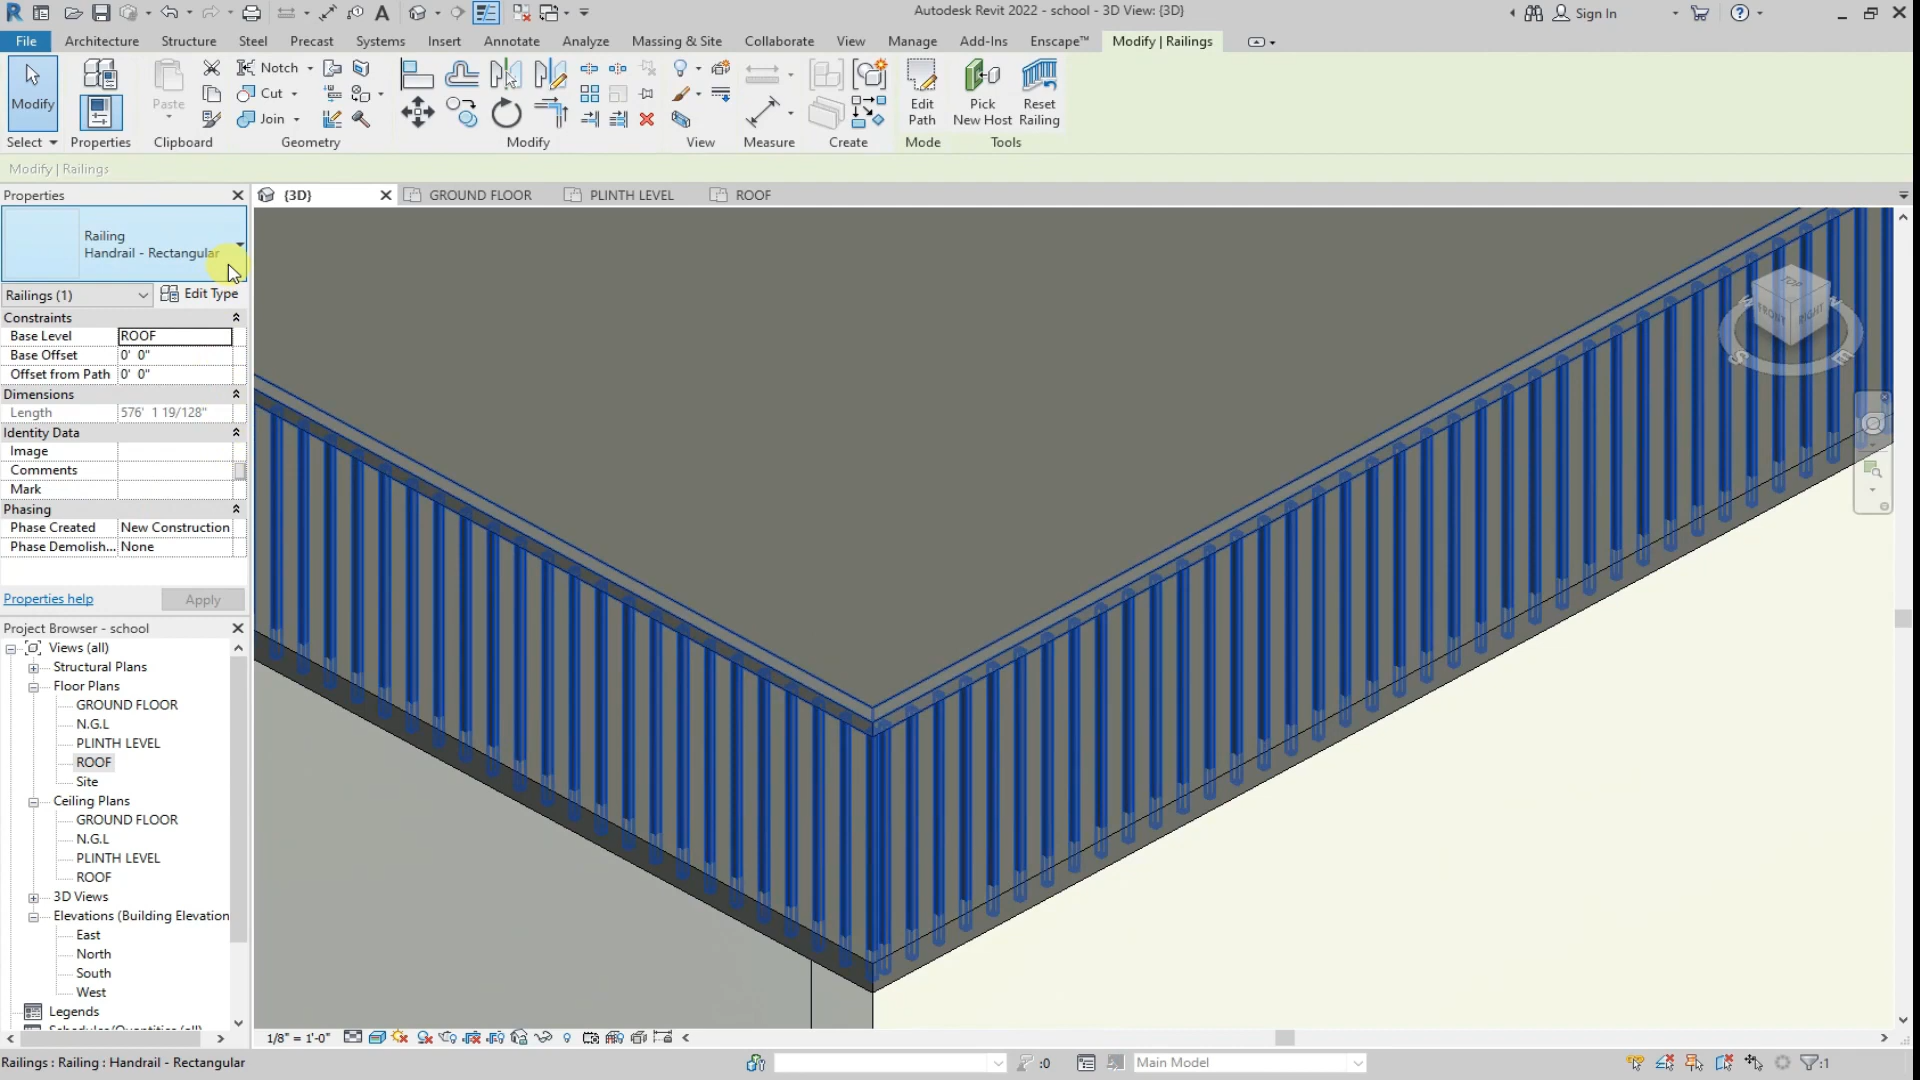 Autodesk Revit 2022 - school - 3D View: {3D}
Sign In
File Architecture Structure Steel Precast Systems Insert Annotate Analyze Massing & Site Collaborate View Manage Add-Ins Enscape™ Modify | Railings
Modify
Paste
Notch
Cut
Join
Edit Path
Pick New Host
Reset Railing
Select Properties Clipboard Geometry Modify View Measure Create Mode Tools
Modify | Railings
Properties
{3D} GROUND FLOOR PLINTH LEVEL ROOF
Railing
Handrail - Rectangular
Railings (1) Edit Type
Constraints
Base Level ROOF
Base Offset 0' 0"
Offset from Path 0' 0"
Dimensions
Length 576' 1 19/128"
Identity Data
Image
Comments
Mark
Phasing
Phase Created New Construction
Phase Demolish... None
Properties help Apply
Project Browser - school
Views (all)
Structural Plans
Floor Plans
GROUND FLOOR
N.G.L
PLINTH LEVEL
ROOF
Site
Ceiling Plans
GROUND FLOOR
N.G.L
PLINTH LEVEL
ROOF
3D Views
Elevations (Building Elevation
East
North
South
West
Legends
Schedules/Quantities (all)
TOP
FRONT
RIGHT
S
E
1/8" = 1'-0"
Railings : Railing : Handrail - Rectangular
:0
Main Model
:1